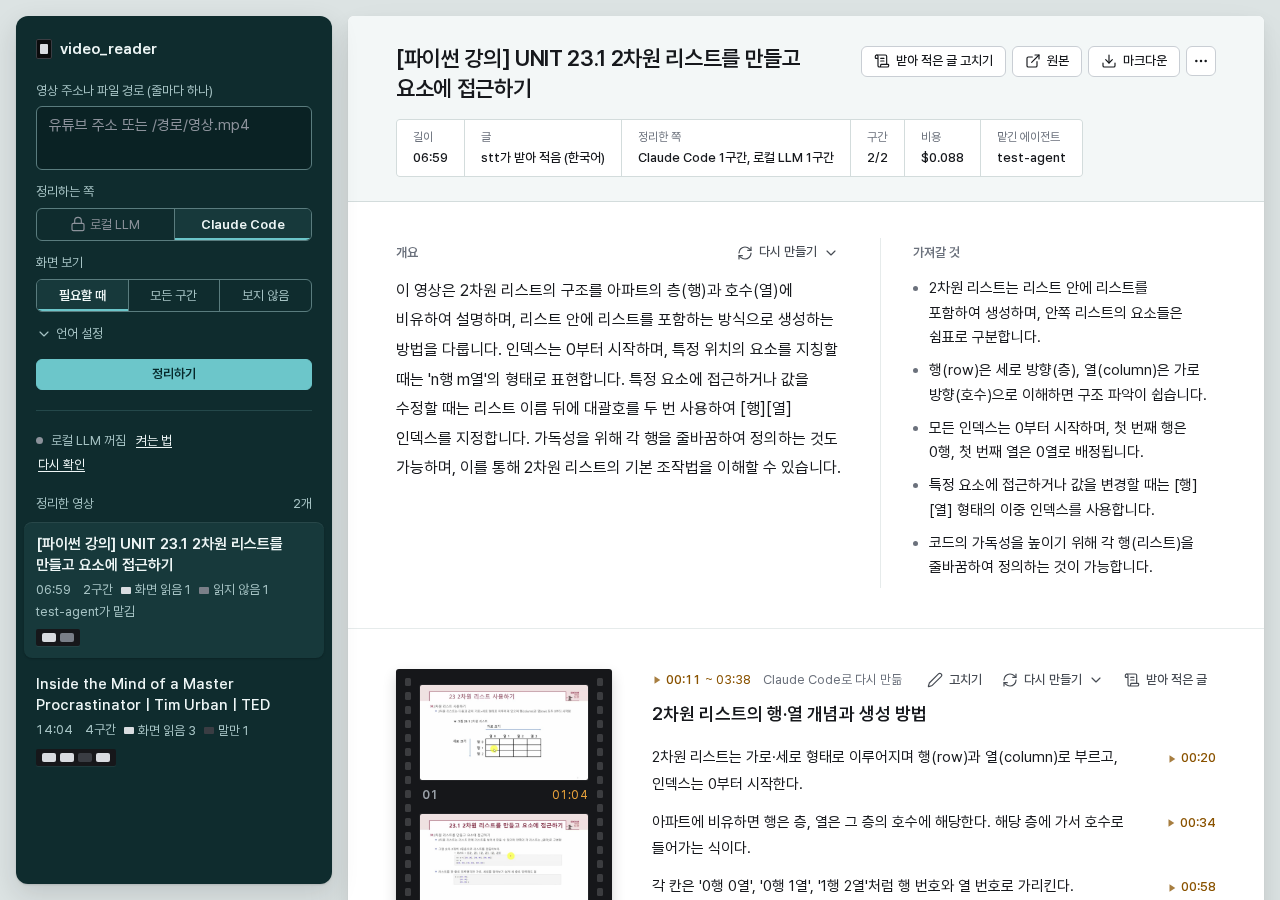 video_reader
영상 주소나 파일 경로 (줄마다 하나)
유튜브 주소 또는 /경로/영상.mp4
정리하는 쪽
로컬 LLM
Claude Code
화면 보기
필요할 때
모든 구간
보지 않음
언어 설정
정리하기
로컬 LLM 꺼짐 켜는 법
다시 확인
정리한 영상 2개
[파이썬 강의] UNIT 23.1 2차원 리스트를
만들고 요소에 접근하기
06:59 2구간 화면 읽음 1 읽지 않음 1
test-agent가 맡김
Inside the Mind of a Master
Procrastinator | Tim Urban | TED
14:04 4구간 화면 읽음 3 말만 1
[파이썬 강의] UNIT 23.1 2차원 리스트를 만들고
요소에 접근하기
받아 적은 글 고치기
원본
마크다운
길이
06:59
글
stt가 받아 적음 (한국어)
정리한 쪽
Claude Code 1구간, 로컬 LLM 1구간
구간
2/2
비용
$0.088
맡긴 에이전트
test-agent
개요
다시 만들기
이 영상은 2차원 리스트의 구조를 아파트의 층(행)과 호수(열)에
비유하여 설명하며, 리스트 안에 리스트를 포함하는 방식으로 생성하는
방법을 다룹니다. 인덱스는 0부터 시작하며, 특정 위치의 요소를 지칭할
때는 'n행 m열'의 형태로 표현합니다. 특정 요소에 접근하거나 값을
수정할 때는 리스트 이름 뒤에 대괄호를 두 번 사용하여 [행][열]
인덱스를 지정합니다. 가독성을 위해 각 행을 줄바꿈하여 정의하는 것도
가능하며, 이를 통해 2차원 리스트의 기본 조작법을 이해할 수 있습니다.
가져갈 것
2차원 리스트는 리스트 안에 리스트를
포함하여 생성하며, 안쪽 리스트의 요소들은
쉼표로 구분합니다.
행(row)은 세로 방향(층), 열(column)은 가로
방향(호수)으로 이해하면 구조 파악이 쉽습니다.
모든 인덱스는 0부터 시작하며, 첫 번째 행은
0행, 첫 번째 열은 0열로 배정됩니다.
특정 요소에 접근하거나 값을 변경할 때는 [행]
[열] 형태의 이중 인덱스를 사용합니다.
코드의 가독성을 높이기 위해 각 행(리스트)을
줄바꿈하여 정의하는 것이 가능합니다.
23 2차원 리스트 사용하기
01 01:04
23.1 2차원 리스트를 만들고 요소에 접근하기
00:11 ~ 03:38 Claude Code로 다시 만듦
고치기
다시 만들기
받아 적은 글
2차원 리스트의 행·열 개념과 생성 방법
2차원 리스트는 가로·세로 형태로 이루어지며 행(row)과 열(column)로 부르고,
인덱스는 0부터 시작한다.
00:20
아파트에 비유하면 행은 층, 열은 그 층의 호수에 해당한다. 해당 층에 가서 호수로
들어가는 식이다.
00:34
각 칸은 '0행 0열', '0행 1열', '1행 2열'처럼 행 번호와 열 번호로 가리킨다.
00:58